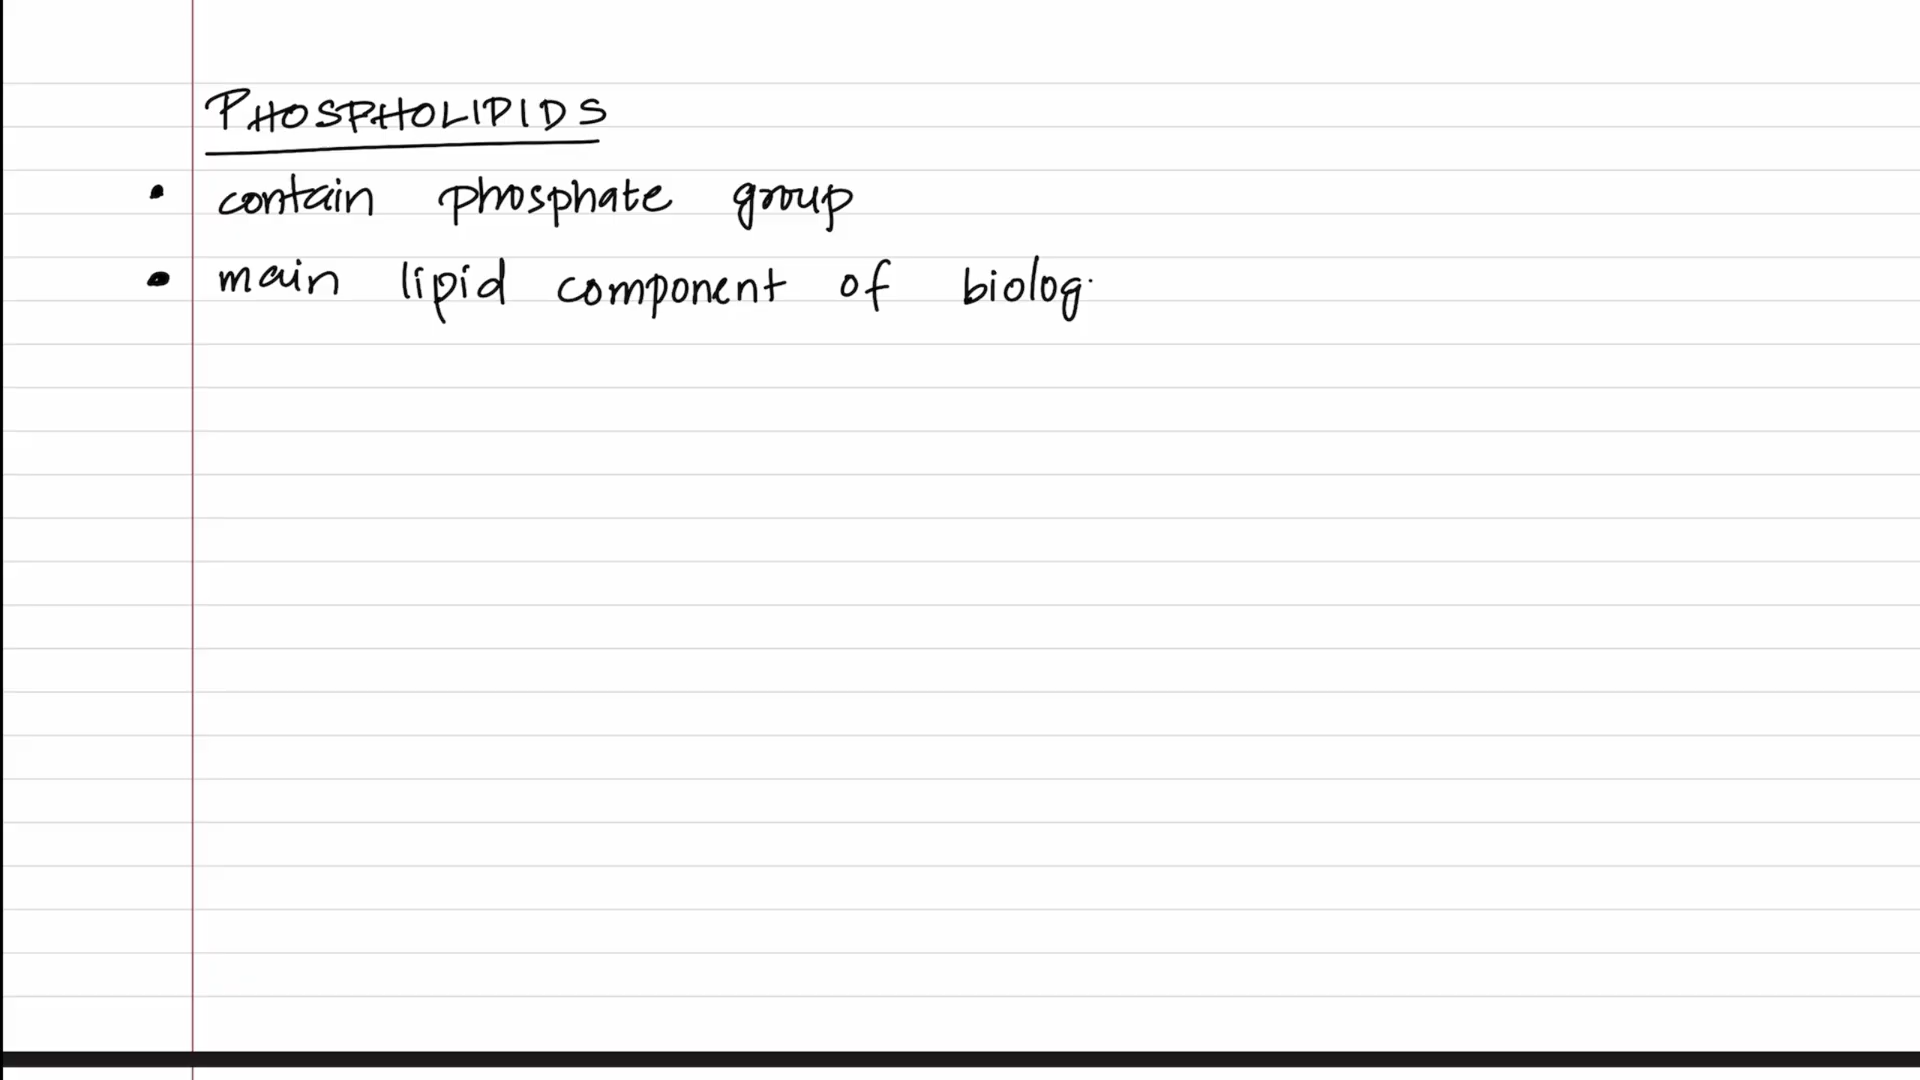 PHOSPHOLIPIDS
• contain phosphate group
• main lipid component of biolog